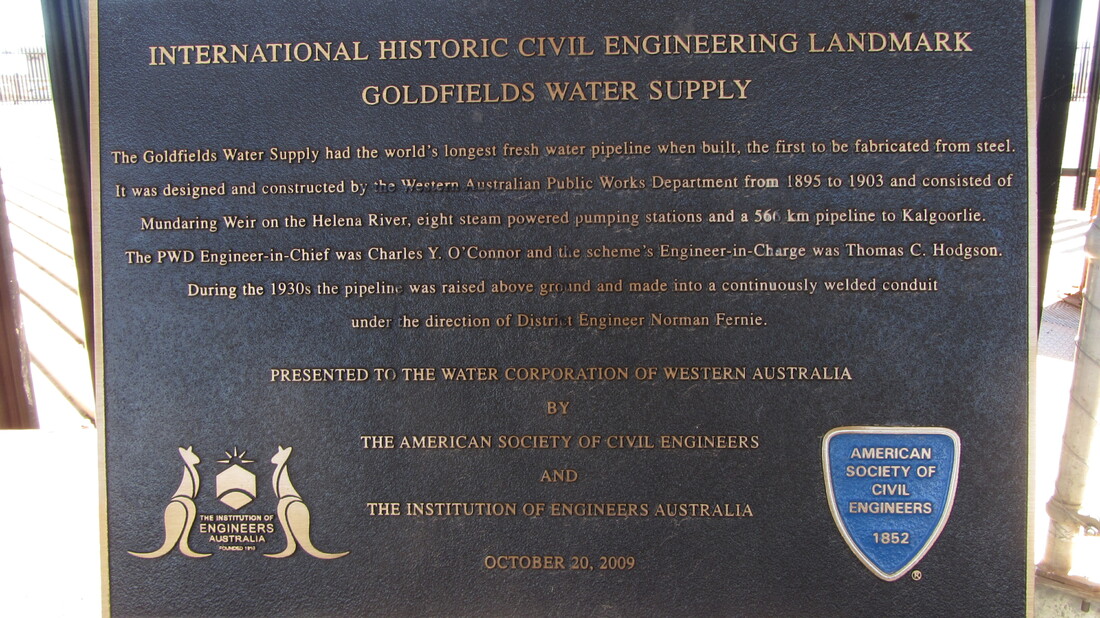 INTERNATIONAL HISTORIC CIVIL ENGINEERING LANDMARK
GOLDFIELDS WATER SUPPLY
The Goldfields Water Supply had the world's longest fresh water pipeline when built, the first to be fabricated from steel.
It was designed and constructed by the Western Australian Public Works Department from 1895 to 1903 and consisted of
Mundaring Weir on the Helena River, eight steam powered pumping stations and a 566 km pipeline to Kalgoorlie.
The PWD Engineer-in-Chief was Charles Y. O'Connor and the scheme's Engineer-in-Charge was Thomas C. Hodgson.
During the 1930s the pipeline was raised above ground and made into a continuously welded conduit
under the direction of District Engineer Norman Fernie.
PRESENTED TO THE WATER CORPORATION OF WESTERN AUSTRALIA
BY
THE AMERICAN SOCIETY OF CIVIL ENGINEERS
AND
THE INSTITUTION OF ENGINEERS AUSTRALIA
OCTOBER 20, 2009
THE INSTITUTION OF
ENGINEERS
AUSTRALIA
FOUNDED 1919
AMERICAN
SOCIETY OF
CIVIL
ENGINEERS
1852
®